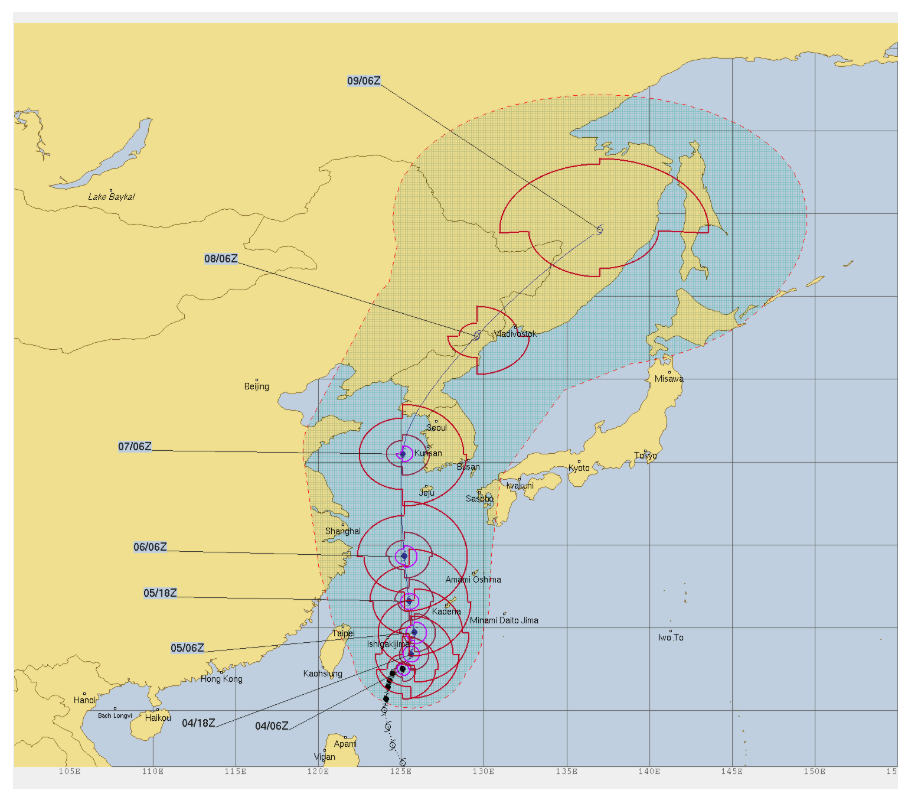 09/06Z
Lake Baykal
08/06Z
Vladivostok
Misawa
Beijing
Seoul
07/06Z
Kunsan
Tokyo
Busan
Kyoto
Iwakuni
Jeju
Sasebo
Shanghai
06/06Z
Amami Oshima
05/18Z
Kadena
Minami Daito Jima
Taipei
Iwo To
05/06Z
Ishigakijima
Kaohsiung
Hong Kong
Hanoi
Bach Longvi
Haikou
04/18Z
04/06Z
Aparri
Vigan
105E 110E 115E 120E 125E 130E 135E 140E 145E 150E 15